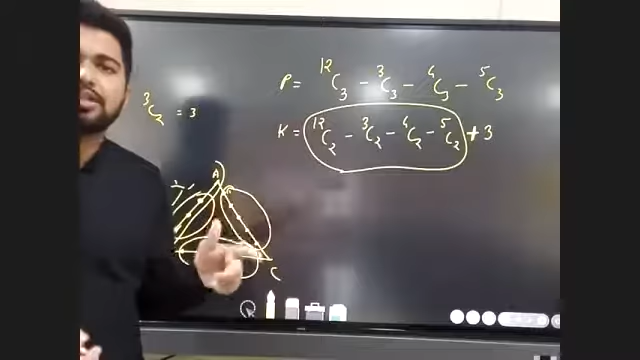 P = ¹²C₃ − ³C₃ − ⁴C₃ − ⁵C₃
³C₂ = 3
K = ¹²C₂ − ³C₂ − ⁴C₂ − ⁵C₂ + 3
A
C